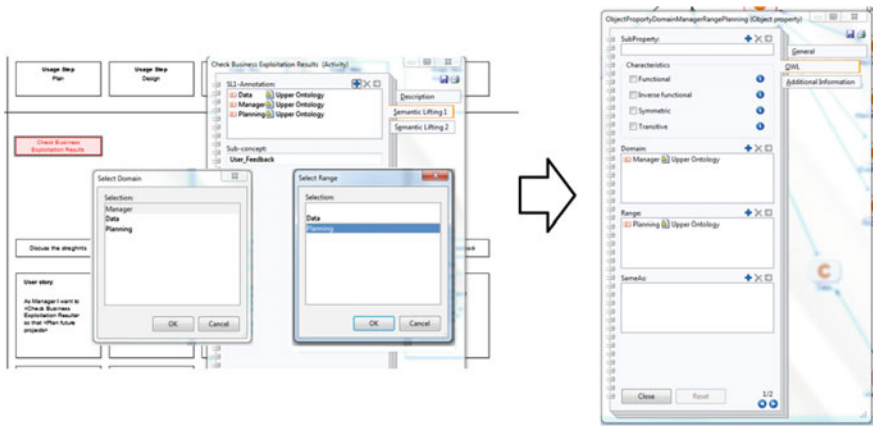 Usage Step
Plan
Usage Step
Design
Check Business
Exploitation Results
Discuss the streghnts
User story
As Manager I want to
<Check Business
Exploitation Results>
so that <Plan future
projects>
Check Business Exploitation Results (Activity)
SL1-Annotation:
Data Upper Ontology
Manager Upper Ontology
Planning Upper Ontology
Sub-concept:
User_Feedback
Description
Semantic Lifting 1
Semantic Lifting 2
Select Domain
Selection:
Manager
Data
Planning
OK Cancel
Select Range
Selection:
Data
Planning
OK Cancel
ObjectPropertyDomainManagerRangePlanning (Object property)
SubProperty:
Characteristics
Functional
Inverse functional
Symmetric
Transitive
Domain:
Manager Upper Ontology
Range:
Planning Upper Ontology
SameAs:
Close Reset 1/2
General
OWL
Additional Information
C